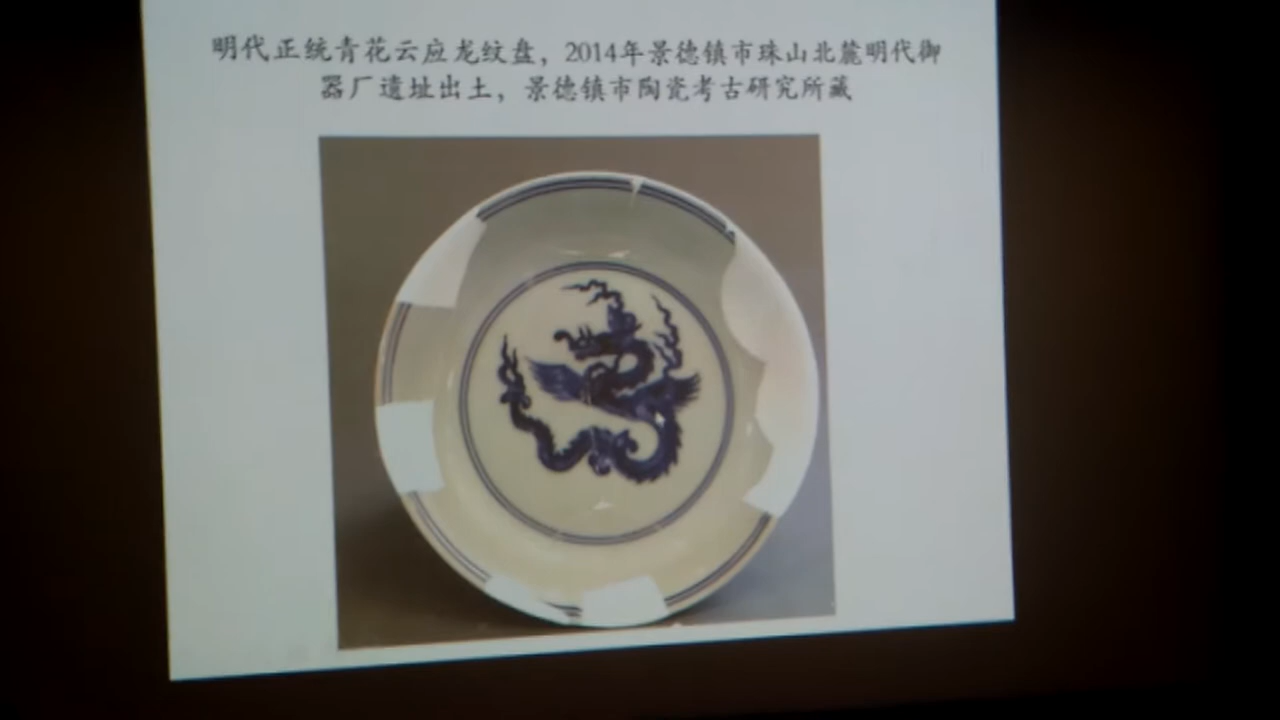 明代正统青花云应龙纹盘，2014年景德镇市珠山北麓明代御
器厂遗址出土，景德镇市陶瓷考古研究所藏